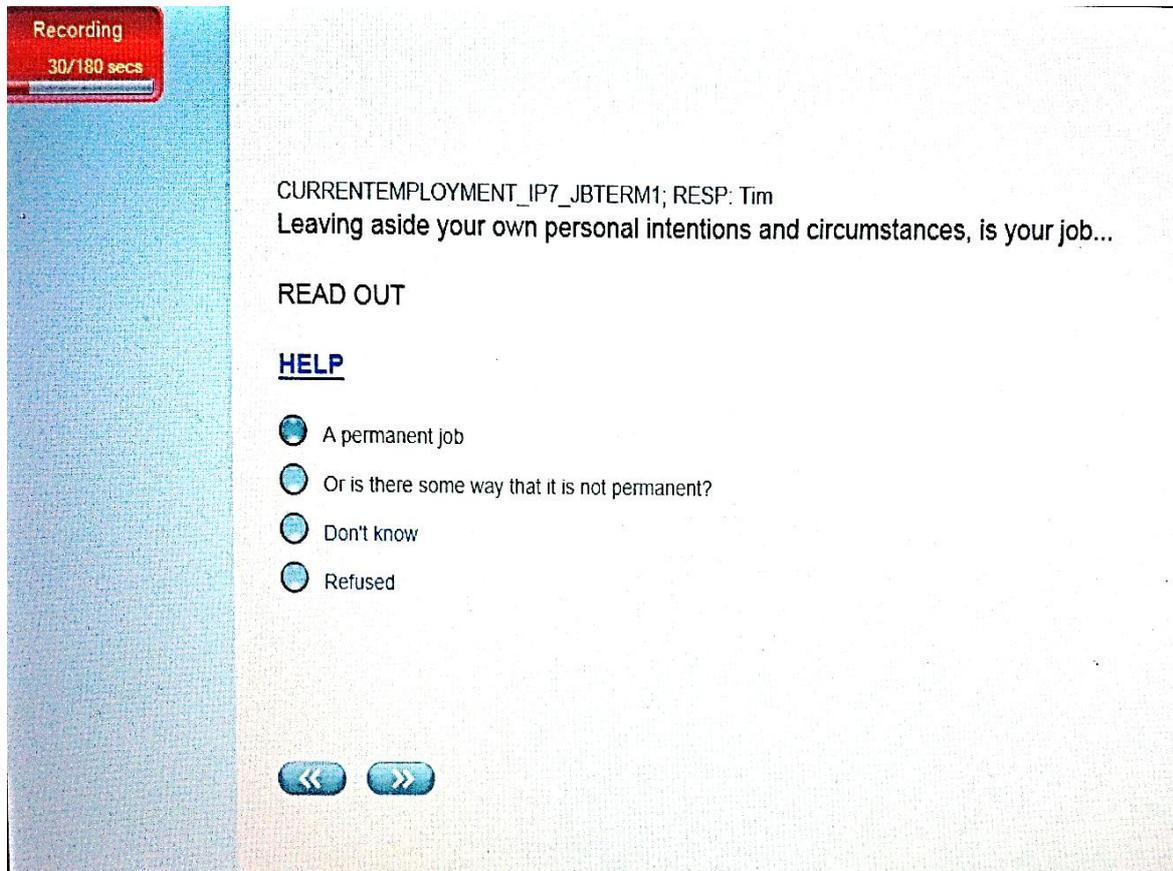 Recording
30/180 secs
CURRENTEMPLOYMENT_IP7_JBTERM1; RESP: Tim
Leaving aside your own personal intentions and circumstances, is your job...
READ OUT
HELP
A permanent job
Or is there some way that it is not permanent?
Don't know
Refused
<<
>>